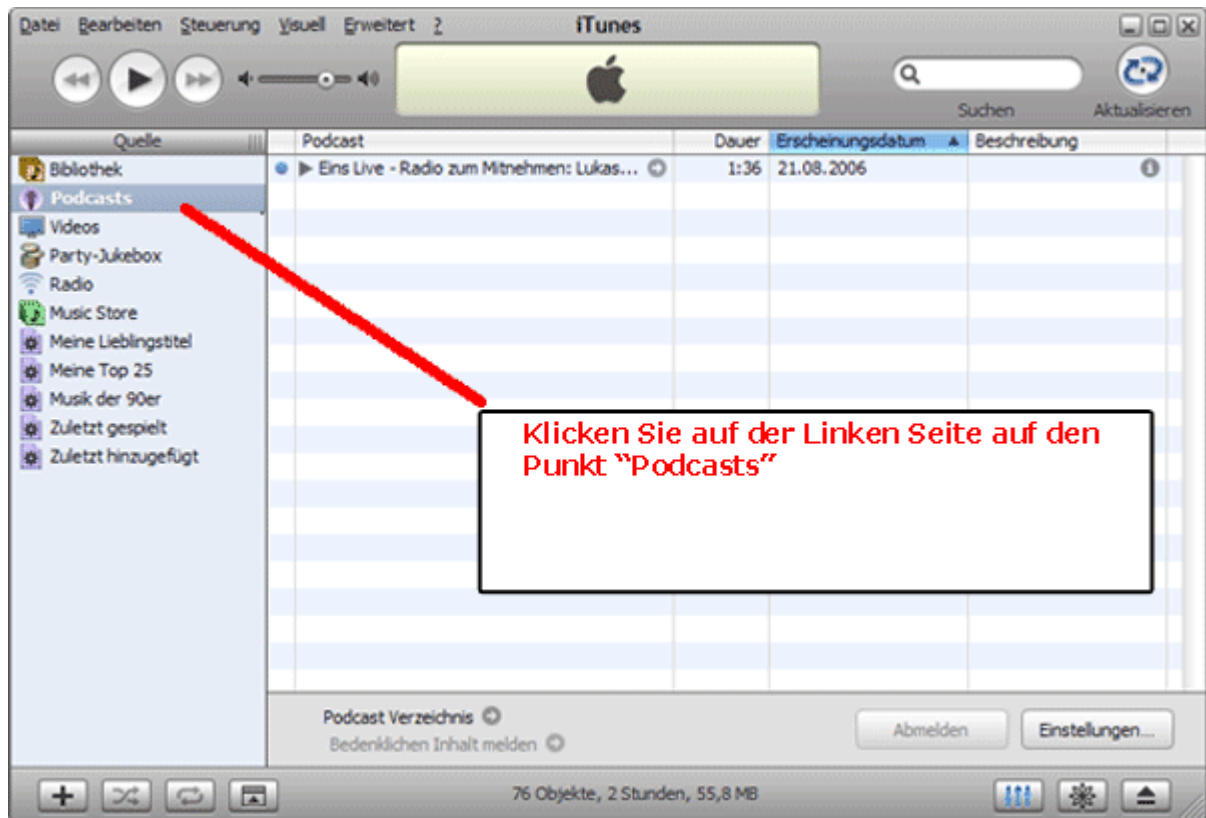 Datei Bearbeiten Steuerung Visuell Erweitert ? iTunes
Suchen Aktualisieren
Quelle Podcast Dauer Erscheinungsdatum Beschreibung
Bibliothek Eins Live - Radio zum Mitnehmen: Lukas... 1:36 21.08.2006
Podcasts
Videos
Party-Jukebox
Radio
Music Store
Meine Lieblingstitel
Meine Top 25
Musik der 90er
Zuletzt gespielt
Zuletzt hinzugefügt
Klicken Sie auf der Linken Seite auf den
Punkt “Podcasts”
Podcast Verzeichnis
Bedenklichen Inhalt melden
Abmelden Einstellungen...
76 Objekte, 2 Stunden, 55,8 MB